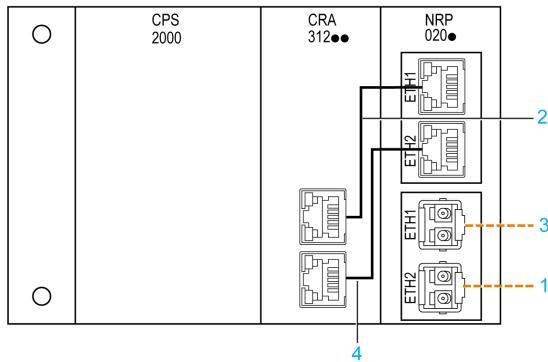 CPS
2000
CRA
312●●
NRP
020●
ETH1
2
ETH2
ETH1
3
ETH2
1
4